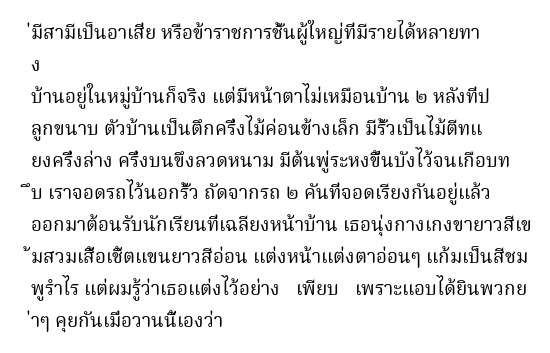 ่มีสามีเป็นอาเสี่ย หรือข้าราชการชั้นผู้ใหญ่ที่มีรายได้หลายทา
ง
บ้านอยู่ในหมู่บ้านก็จริง แต่มีหน้าตาไม่เหมือนบ้าน ๒ หลังที่ป
ลูกขนาบ ตัวบ้านเป็นตึกครึ่งไม้ค่อนข้างเล็ก มีรั้วเป็นไม้ตีทแ
ยงครึ่งล่าง ครึ่งบนขึงลวดหนาม มีต้นพู่ระหงขึ้นบังไว้จนเกือบท
ึบ เราจอดรถไว้นอกรั้ว ถัดจากรถ ๒ คันที่จอดเรียงกันอยู่แล้ว
ออกมาต้อนรับนักเรียนที่เฉลียงหน้าบ้าน เธอนุ่งกางเกงขายาวสีเข
้มสวมเสื้อเชิ้ตแขนยาวสีอ่อน แต่งหน้าแต่งตาอ่อนๆ แก้มเป็นสีชม
พูรำไร แต่ผมรู้ว่าเธอแต่งไว้อย่าง เพียบ เพราะแอบได้ยินพวกย
่าๆ คุยกันเมื่อวานนี้เองว่า